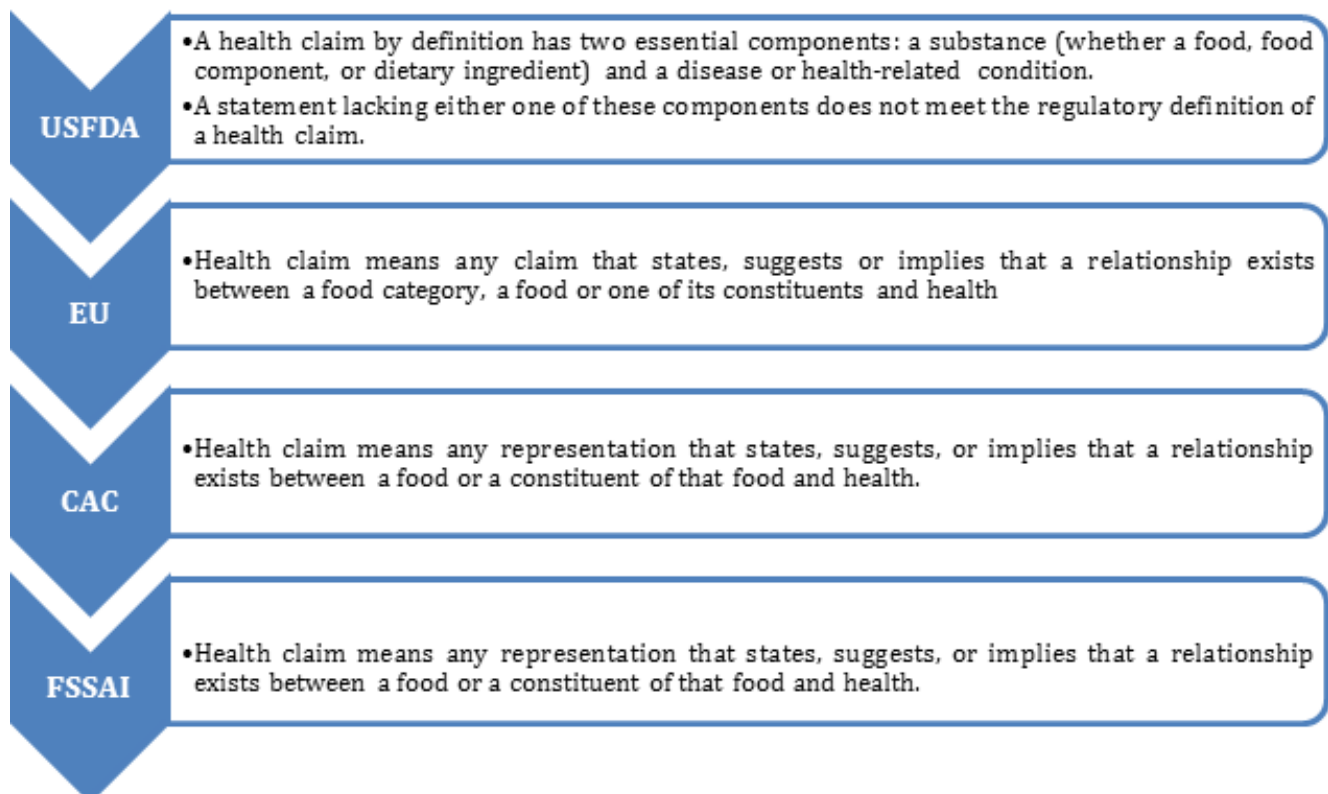 •A health claim by definition has two essential components: a substance (whether a food, food
component, or dietary ingredient) and a disease or health-related condition.
•A statement lacking either one of these components does not meet the regulatory definition of
a health claim.
USFDA
•Health claim means any claim that states, suggests or implies that a relationship exists
between a food category, a food or one of its constituents and health
EU
•Health claim means any representation that states, suggests, or implies that a relationship
exists between a food or a constituent of that food and health.
CAC
•Health claim means any representation that states, suggests, or implies that a relationship
exists between a food or a constituent of that food and health.
FSSAI